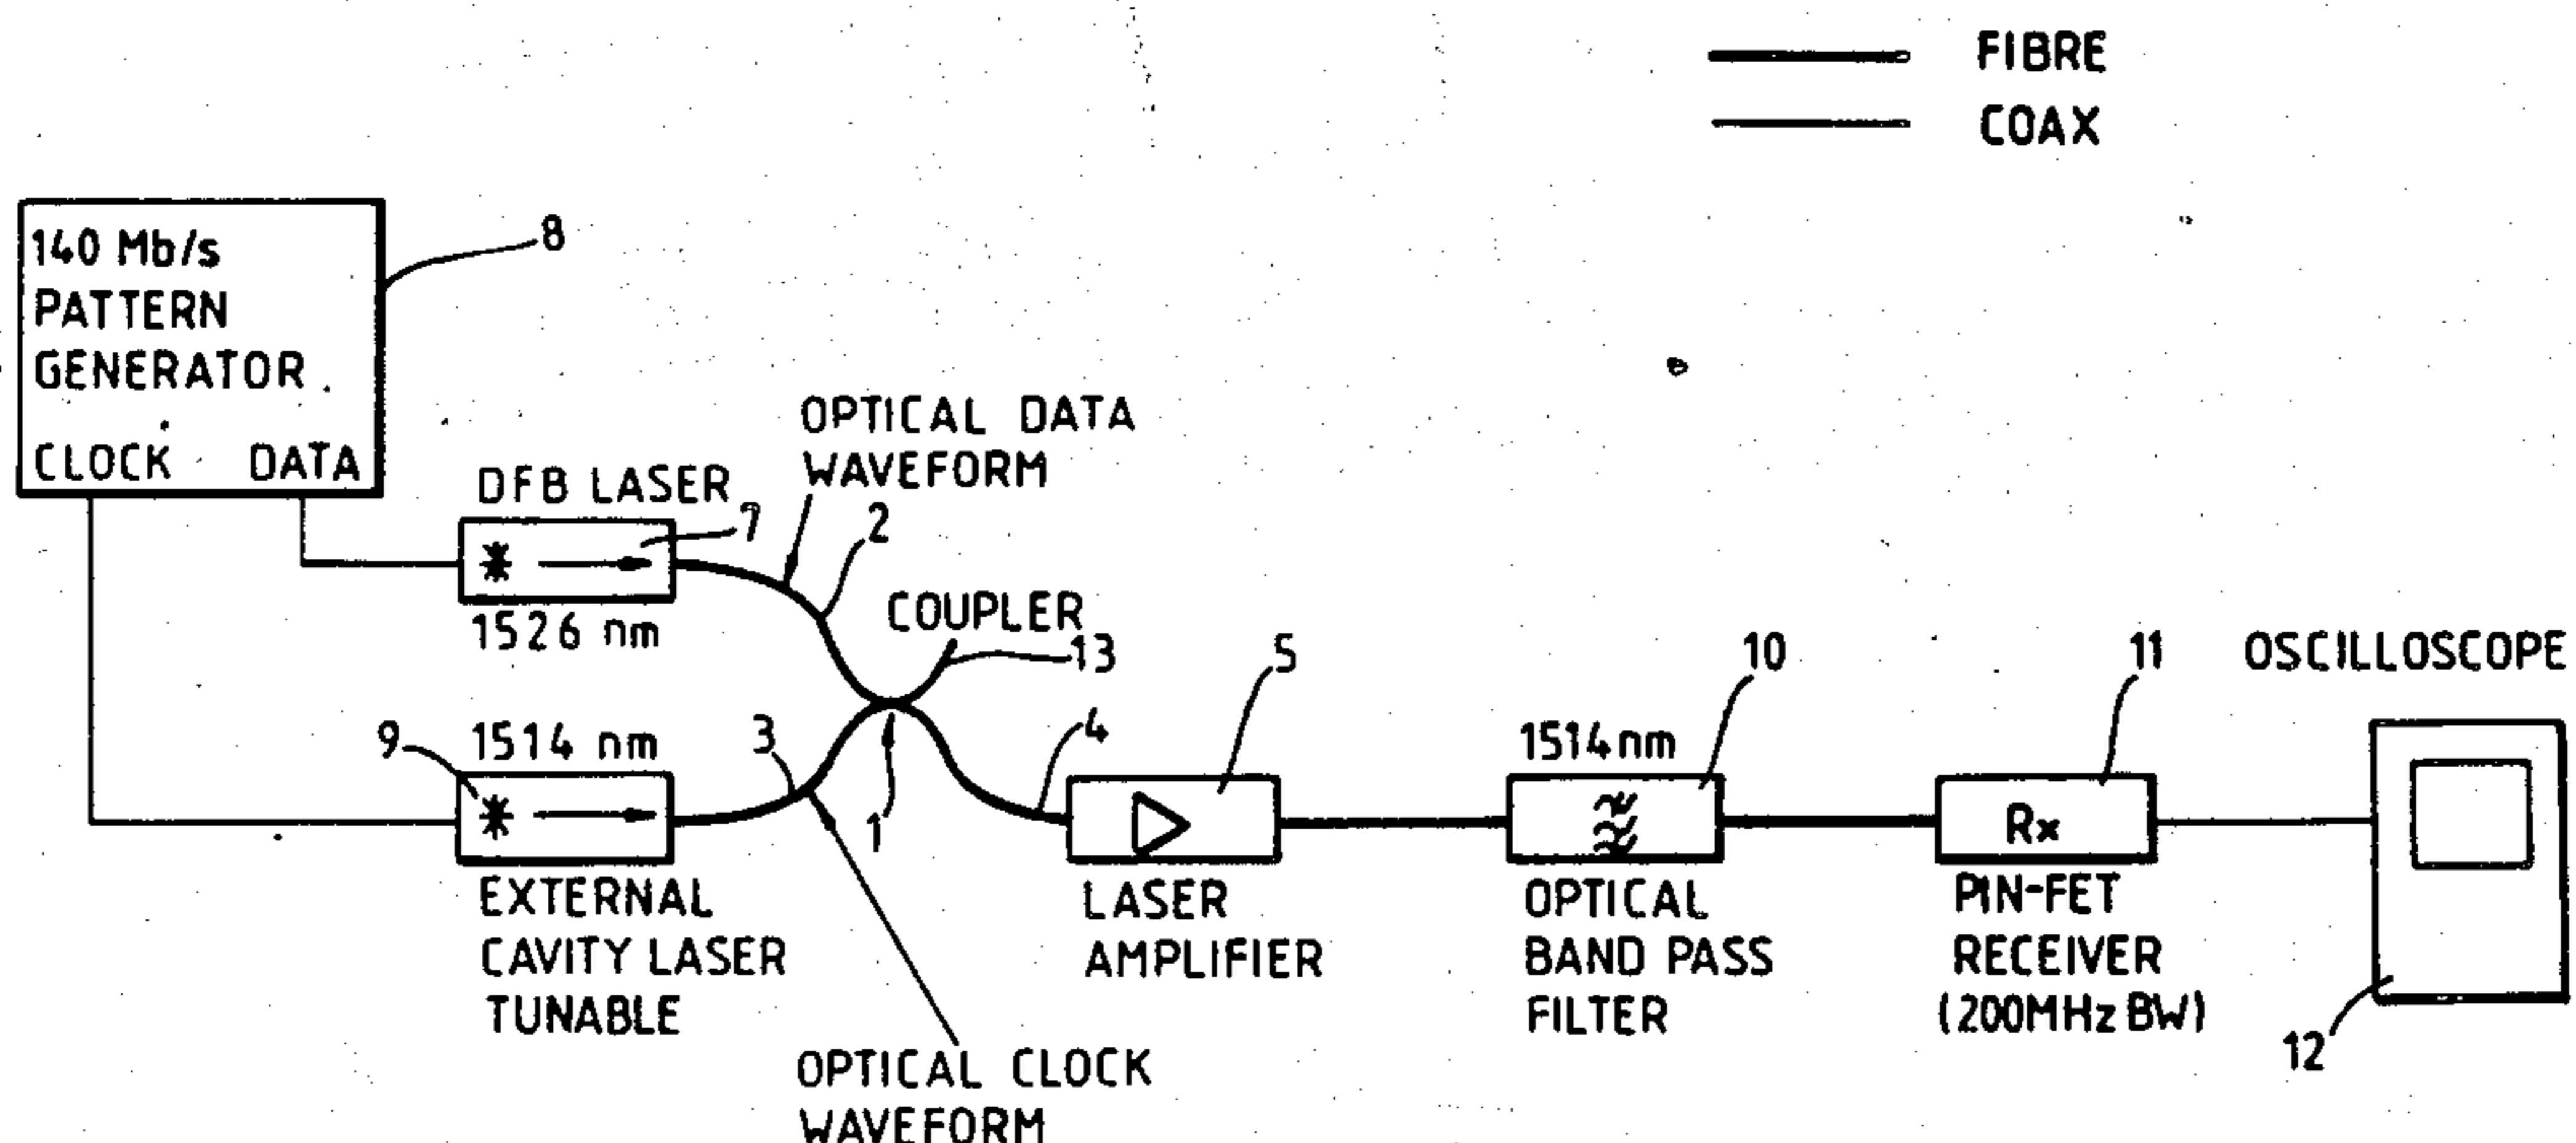 FIBRE
COAX
140 Mb/s
PATTERN
GENERATOR
CLOCK DATA
8
DFB LASER
7
1526 nm
OPTICAL DATA
WAVEFORM
2
COUPLER
13
9
1514 nm
3
1
4
EXTERNAL
CAVITY LASER
TUNABLE
OPTICAL CLOCK
WAVEFORM
5
LASER
AMPLIFIER
1514nm
10
OPTICAL
BAND PASS
FILTER
11
Rx
PIN-FET
RECEIVER
(200MHz BW)
OSCILLOSCOPE
12